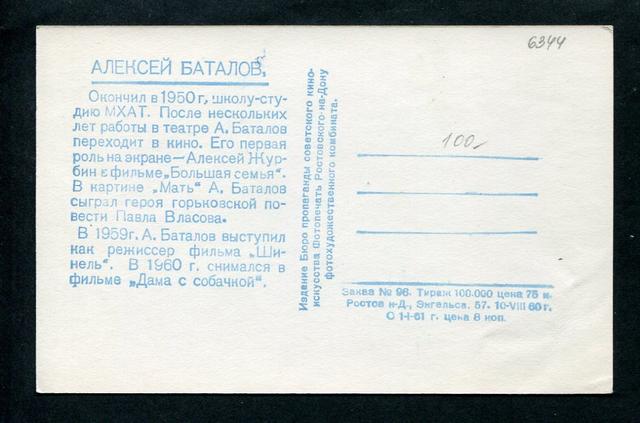 6344
АЛЕКСЕЙ БАТАЛОВ.
Окончил в 1950 г, школу-сту-
дию МХАТ. После нескольких
лет работы в театре А. Баталов
переходит в кино. Его первая
роль на экране—Алексей Жур-
бин в фильме „Большая семья".
В картине „Мать" А. Баталов
сыграл героя горьковской по-
вести Павла Власова.
В 1959г. А. Баталов выступил
как режиссер фильма „Ши-
нель". В 1960 г. снимался в
фильме „Дама с собачкой".
Издание Бюро пропаганды советского кино-
искусства Фотопечать Ростовского-на-Дону
фотохудожественного комбината.
100-
Заказ № 96. Тираж 100.000 цена 75 к.
Ростов н-Д., Энгельса. 57. 10-VIII 60 г.
С 1-I-61 г. цена 8 коп.